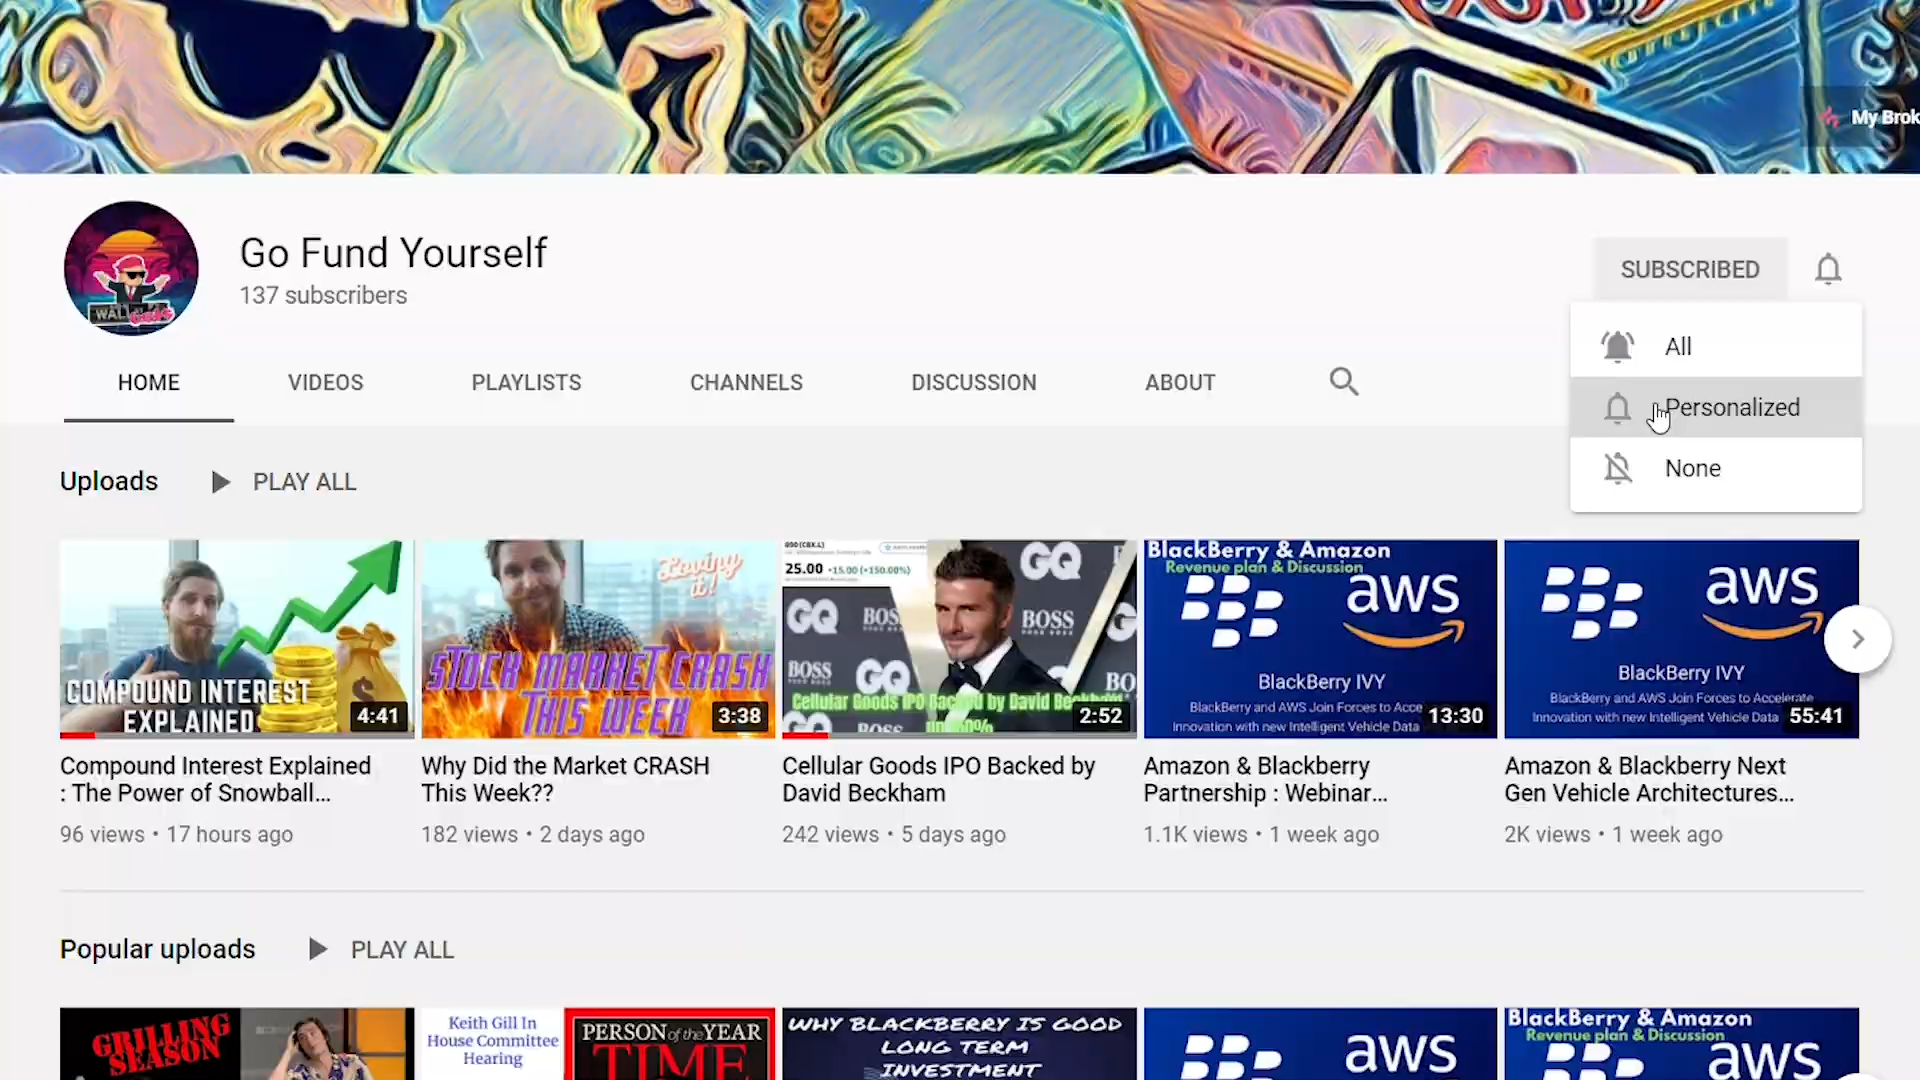 My Brok
Go Fund Yourself
137 subscribers
SUBSCRIBED
All
Personalized
None
HOME
VIDEOS
PLAYLISTS
CHANNELS
DISCUSSION
ABOUT
Uploads
PLAY ALL
COMPOUND INTEREST
EXPLAINED
4:41
Loving
it!
STOCK MARKET CRASH
THIS WEEK
3:38
25.00 +15.00 (+150.00%)
GQ
BOSS
GQ
BOSS
GQ
BOSS
Cellular Goods IPO Backed by David Be
2:52
BlackBerry & Amazon
Revenue plan & Discussion
aws
BlackBerry IVY
BlackBerry and AWS Join Forces to Acce
Innovation with new Intelligent Vehicle Data
13:30
aws
BlackBerry IVY
BlackBerry and AWS Join Forces to Accelerate
Innovation with new Intelligent Vehicle Data
55:41
Compound Interest Explained
: The Power of Snowball...
96 views • 17 hours ago
Why Did the Market CRASH
This Week??
182 views • 2 days ago
Cellular Goods IPO Backed by
David Beckham
242 views • 5 days ago
Amazon & Blackberry
Partnership : Webinar...
1.1K views • 1 week ago
Amazon & Blackberry Next
Gen Vehicle Architectures...
2K views • 1 week ago
Popular uploads
PLAY ALL
GRILLING
SEASON
Keith Gill In
House Committee
Hearing
PERSON of the YEAR
TIME
WHY BLACKBERRY IS GOOD
LONG TERM
INVESTMENT
aws
BlackBerry & Amazon
Revenue plan & Discussion
aws